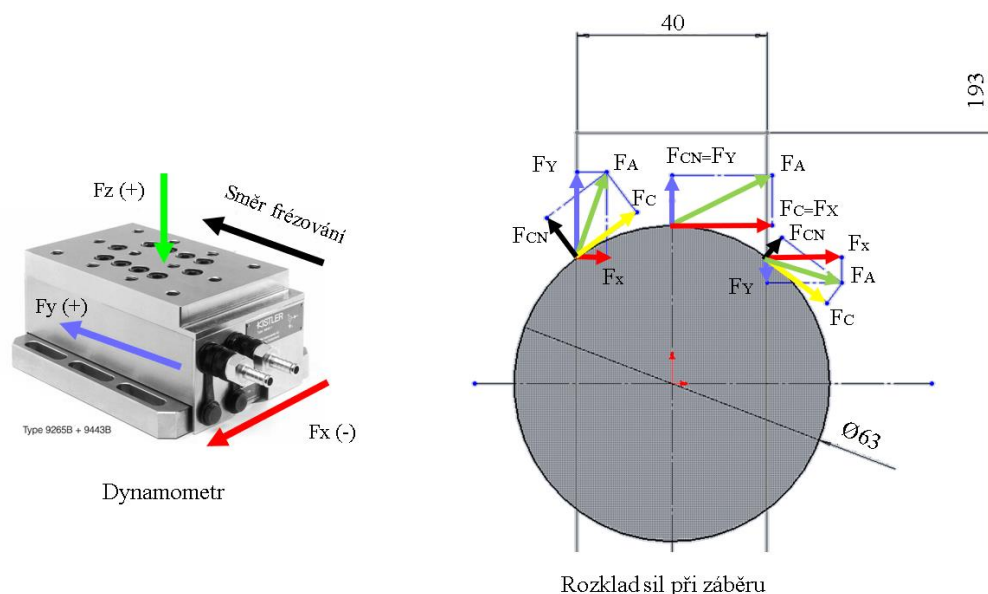 Fz (+)
Směr frézování
Fy (+)
KISTLER
Fx (-)
Type 9265B + 9443B
Dynamometr
40
193
FY
FA
FC
FCN
FX
FCN=FY
FA
FC=FX
FCN
FX
FY
FA
FC
Ø63
Rozklad sil při záběru